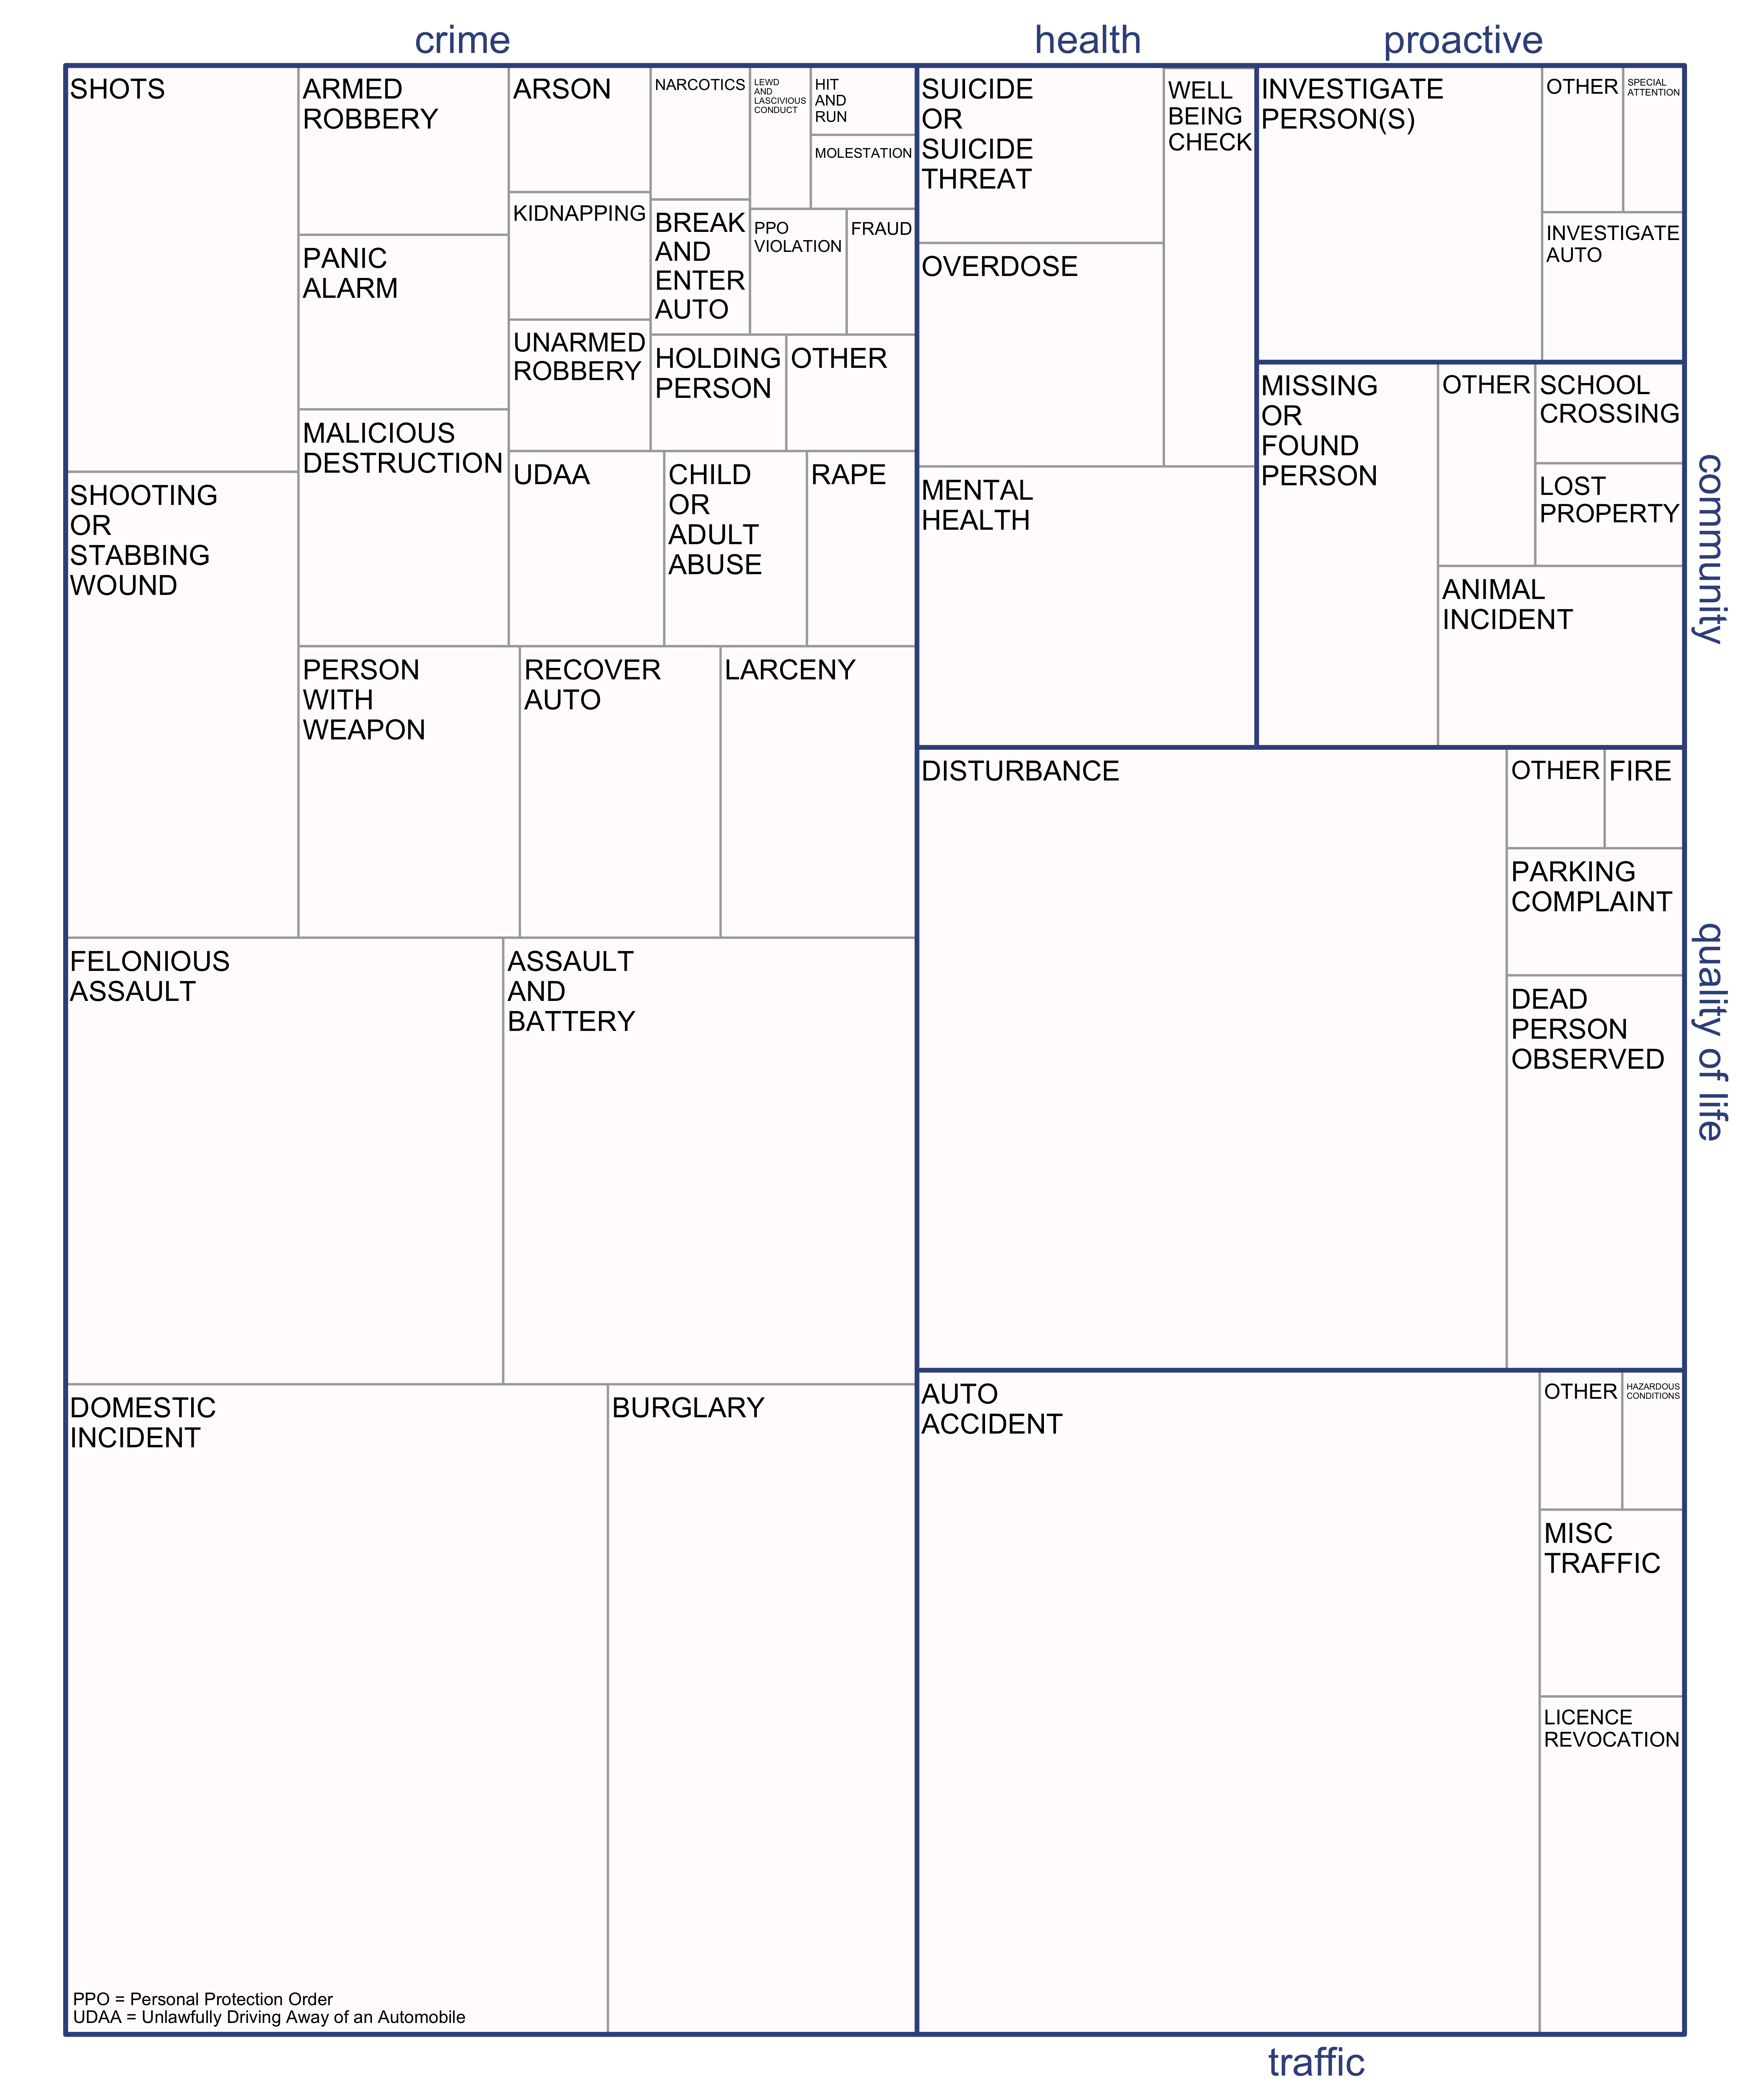 crime
health
proactive
SHOTS
ARMED
ROBBERY
ARSON
NARCOTICS
LEWD
AND
LASCIVIOUS
CONDUCT
HIT
AND
RUN
MOLESTATION
KIDNAPPING
BREAK
AND
ENTER
AUTO
PPO
VIOLATION
FRAUD
PANIC
ALARM
UNARMED
ROBBERY
HOLDING
PERSON
OTHER
MALICIOUS
DESTRUCTION
UDAA
CHILD
OR
ADULT
ABUSE
RAPE
SHOOTING
OR
STABBING
WOUND
PERSON
WITH
WEAPON
RECOVER
AUTO
LARCENY
FELONIOUS
ASSAULT
ASSAULT
AND
BATTERY
DOMESTIC
INCIDENT
BURGLARY
PPO = Personal Protection Order
UDAA = Unlawfully Driving Away of an Automobile
SUICIDE
OR
SUICIDE
THREAT
WELL
BEING
CHECK
OVERDOSE
MENTAL
HEALTH
INVESTIGATE
PERSON(S)
OTHER
SPECIAL
ATTENTION
INVESTIGATE
AUTO
MISSING
OR
FOUND
PERSON
OTHER
SCHOOL
CROSSING
LOST
PROPERTY
ANIMAL
INCIDENT
community
DISTURBANCE
OTHER
FIRE
PARKING
COMPLAINT
DEAD
PERSON
OBSERVED
quality of life
AUTO
ACCIDENT
OTHER
HAZARDOUS
CONDITIONS
MISC
TRAFFIC
LICENCE
REVOCATION
traffic